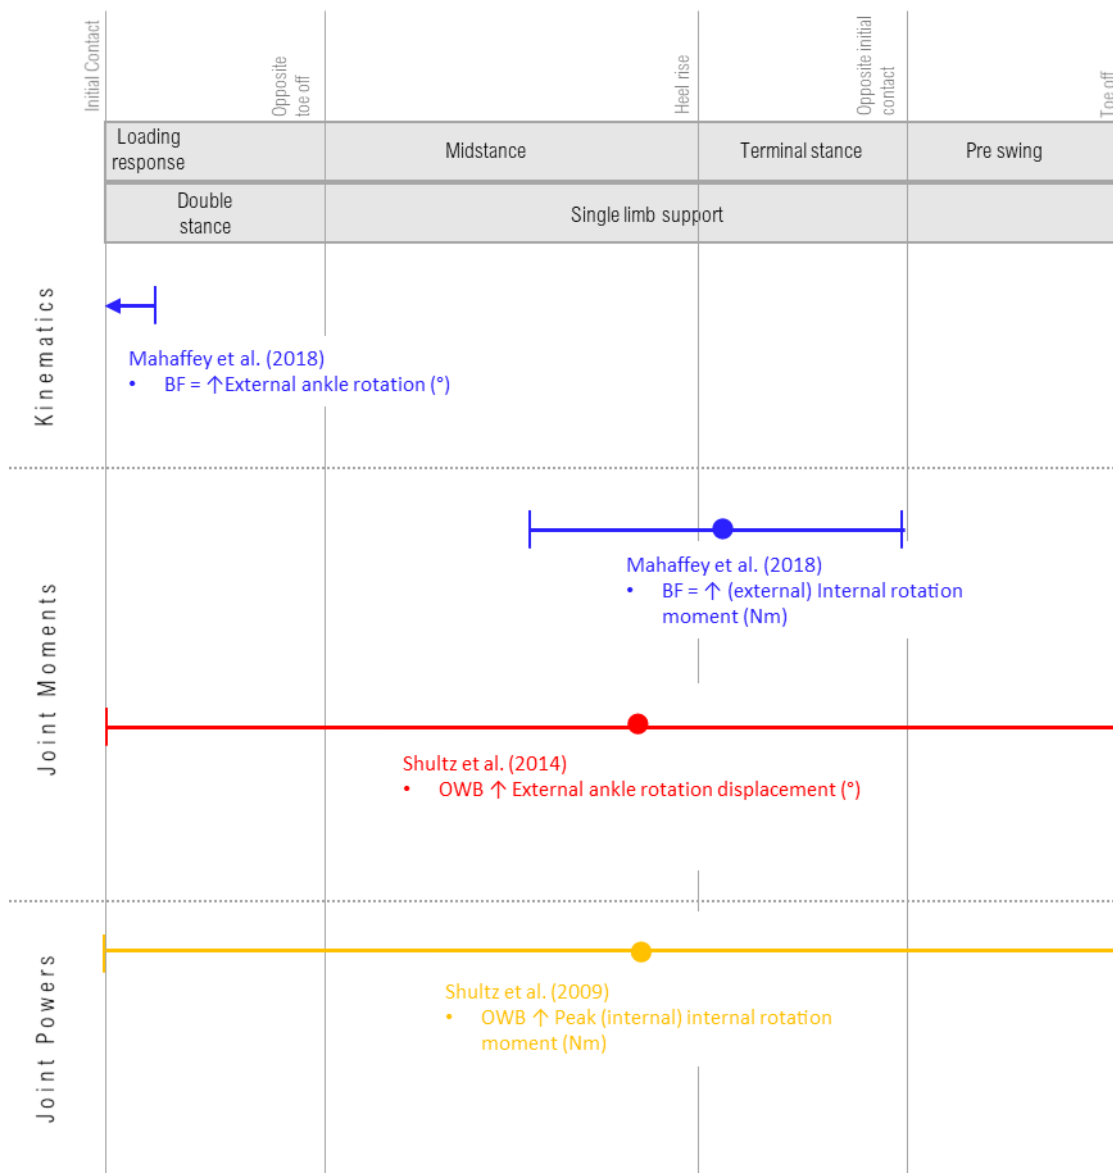 Initial Contact
Opposite
toe off
Heel rise
Opposite initial
contact
Toe off
Loading
response
Midstance
Terminal stance
Pre swing
Double
stance
Single limb support
Kinematics
Mahaffey et al. (2018)
• BF = ↑External ankle rotation (°)
Joint Moments
Mahaffey et al. (2018)
• BF = ↑ (external) Internal rotation
moment (Nm)
Shultz et al. (2014)
• OWB ↑ External ankle rotation displacement (°)
Joint Powers
Shultz et al. (2009)
• OWB ↑ Peak (internal) internal rotation
moment (Nm)